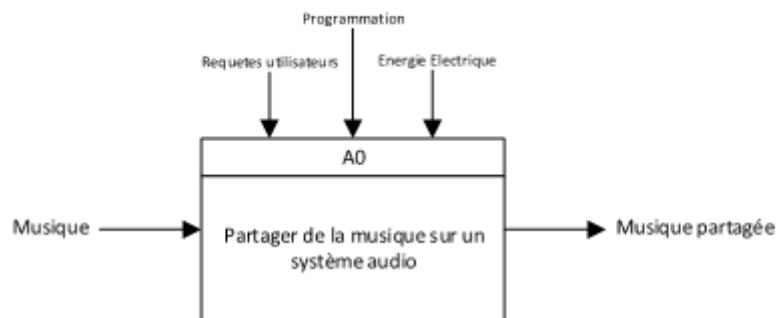 Programmation
Requetes utilisateurs
Energie Electrique
A0
Musique
Partager de la musique sur un
système audio
Musique partagée